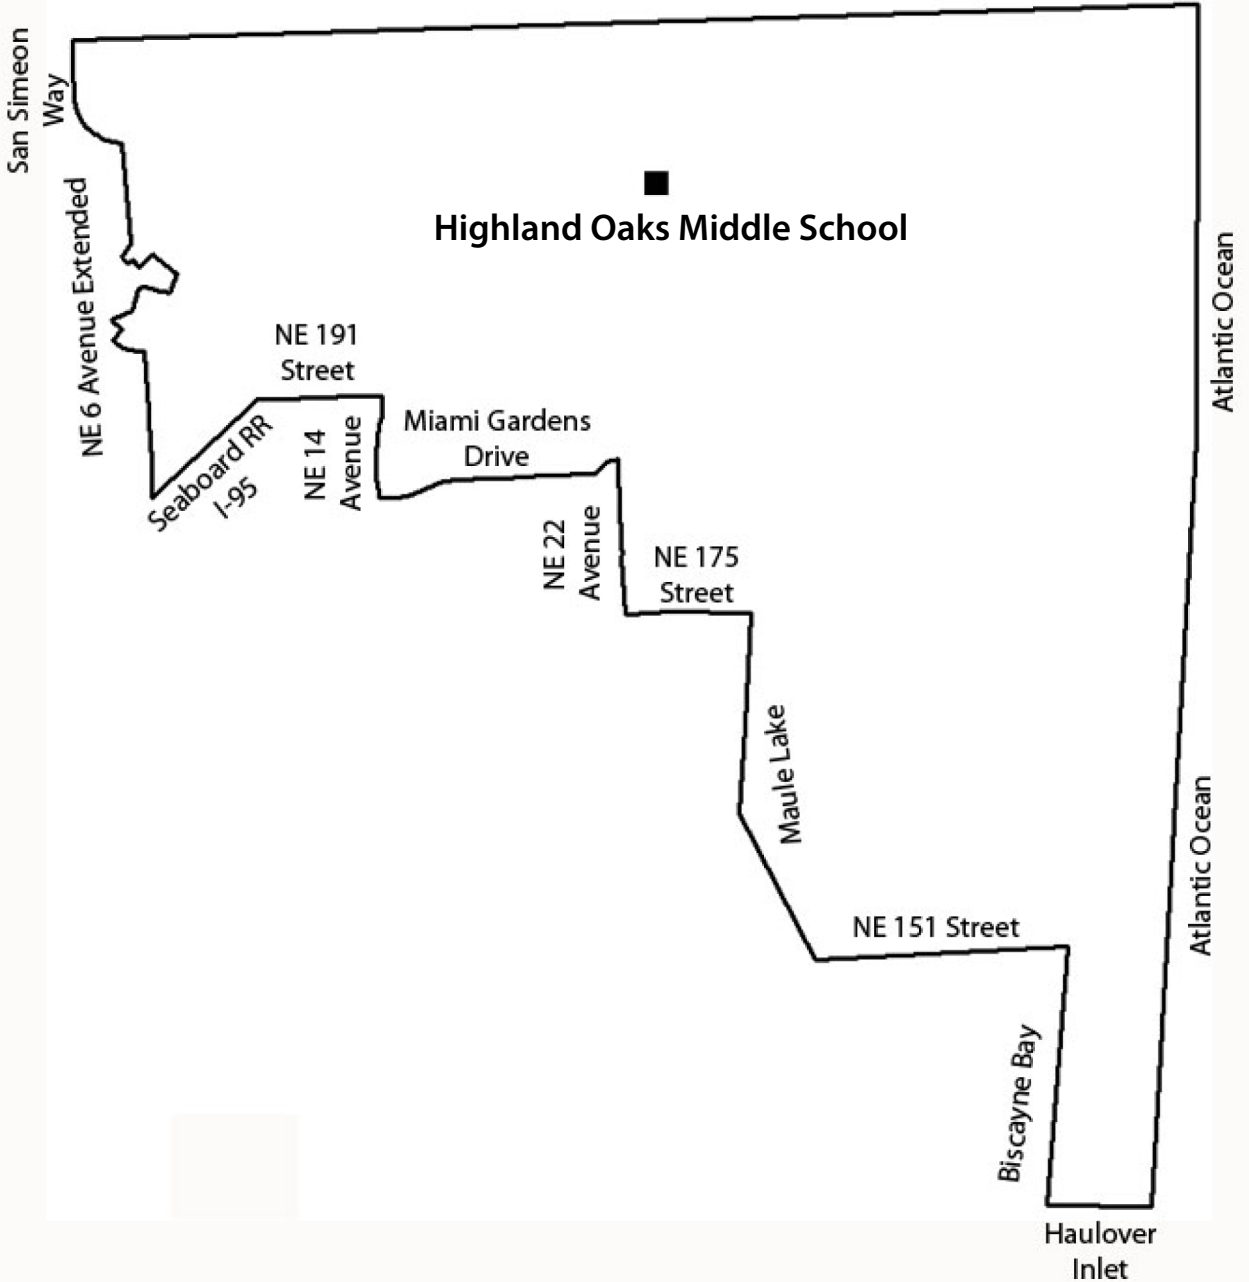 San Simeon
Way
Highland Oaks Middle School
NE 6 Avenue Extended
Atlantic Ocean
NE 191
Street
Seaboard RR
I-95
NE 14
Avenue
Miami Gardens
Drive
NE 22
Avenue
NE 175
Street
Maule Lake
Atlantic Ocean
NE 151 Street
Biscayne Bay
Haulover
Inlet